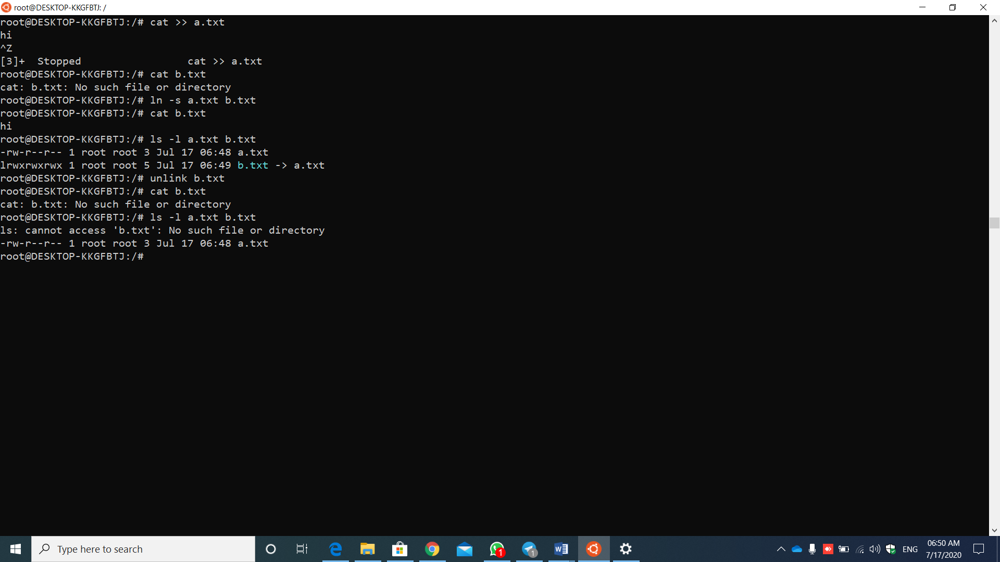 root@DESKTOP-KKGFBTJ: /
root@DESKTOP-KKGFBTJ:/# cat >> a.txt
hi
^Z
[3]+  Stopped                 cat >> a.txt
root@DESKTOP-KKGFBTJ:/# cat b.txt
cat: b.txt: No such file or directory
root@DESKTOP-KKGFBTJ:/# ln -s a.txt b.txt
root@DESKTOP-KKGFBTJ:/# cat b.txt
hi
root@DESKTOP-KKGFBTJ:/# ls -l a.txt b.txt
-rw-r--r-- 1 root root 3 Jul 17 06:48 a.txt
lrwxrwxrwx 1 root root 5 Jul 17 06:49 b.txt -> a.txt
root@DESKTOP-KKGFBTJ:/# unlink b.txt
root@DESKTOP-KKGFBTJ:/# cat b.txt
cat: b.txt: No such file or directory
root@DESKTOP-KKGFBTJ:/# ls -l a.txt b.txt
ls: cannot access 'b.txt': No such file or directory
-rw-r--r-- 1 root root 3 Jul 17 06:48 a.txt
root@DESKTOP-KKGFBTJ:/#
Type here to search
1
1
W
ENG
06:50 AM
7/17/2020